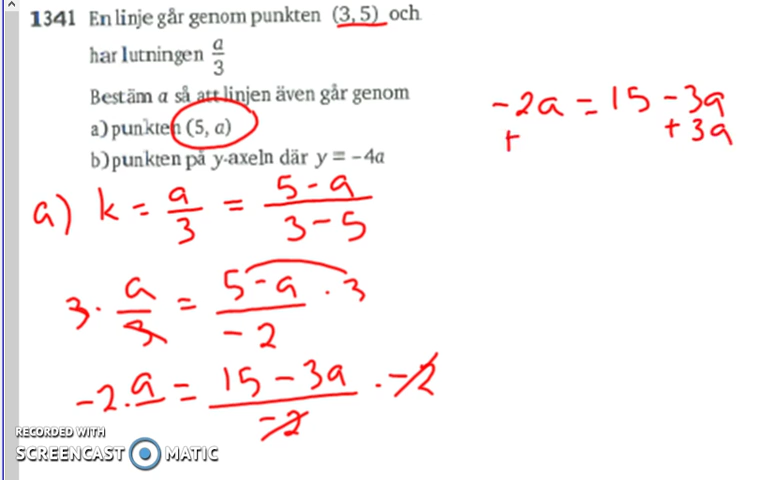 1341 En linje går genom punkten (3, 5) och
har lutningen a/3
Bestäm a så att linjen även går genom
a) punkten (5, a)
b) punkten på y-axeln där y = −4a
-2a = 15 - 3a
+ +3a
a) k = a/3 = (5-a)/(3-5)
3 · a/3 = (5-a)/(-2) · 3
-2 · a = (15-3a)/(-2) · -2
RECORDED WITH
SCREENCAST MATIC